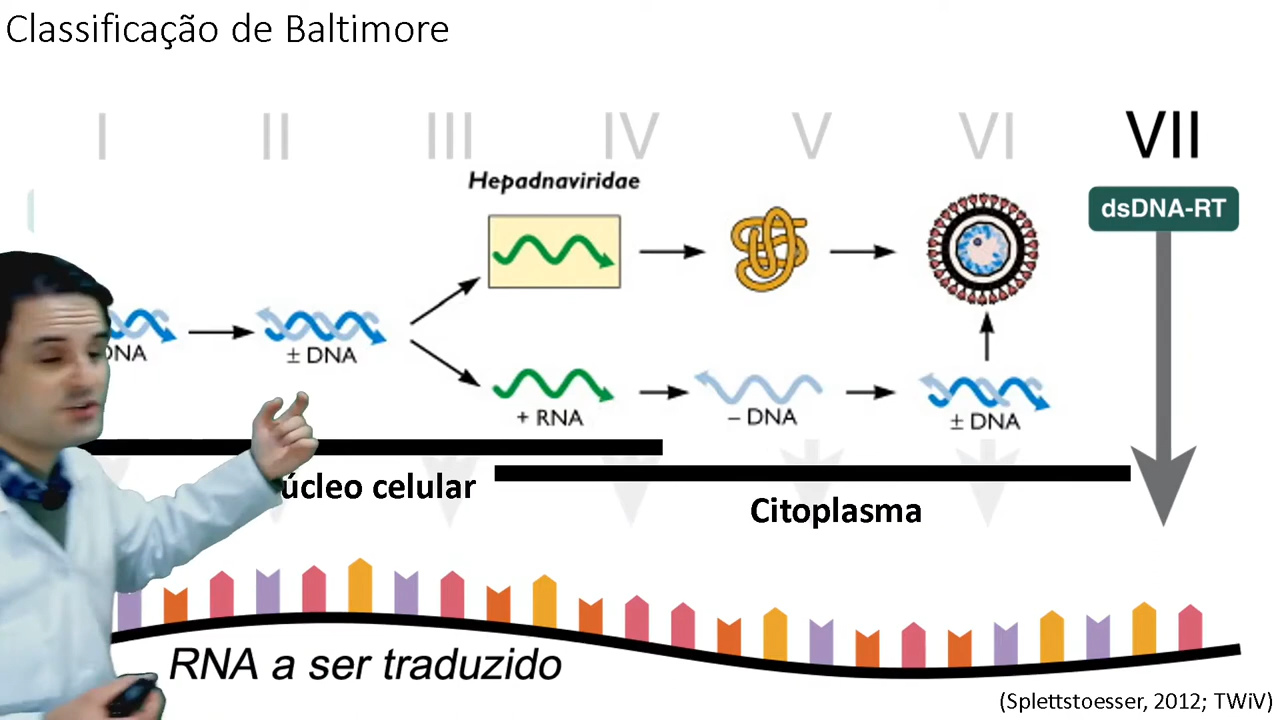 Classificação de Baltimore
I II III IV V VI VII
Hepadnaviridae
dsDNA-RT
± DNA
+ RNA
– DNA
± DNA
Citoplasma
celular
RNA a ser traduzido
(Splettstoesser, 2012; TWiV)